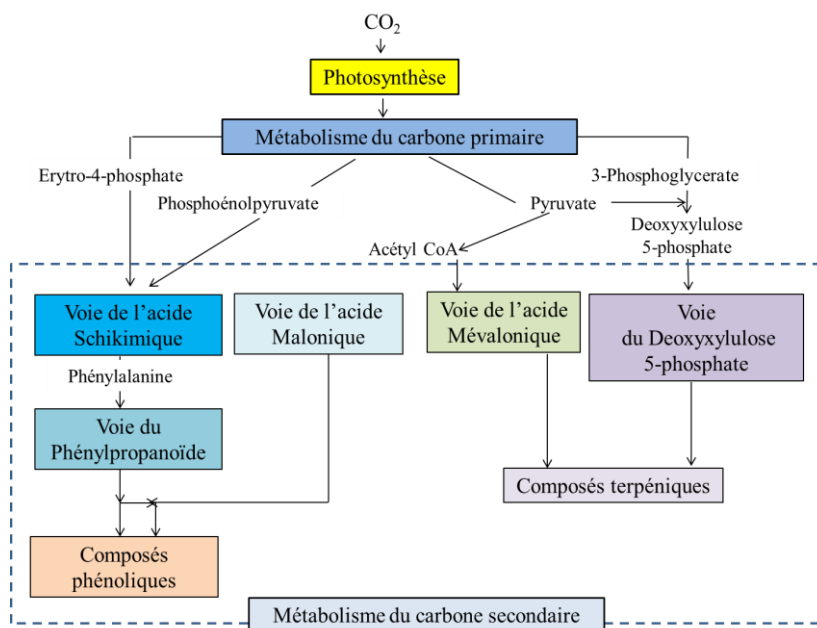 CO2
Photosynthèse
Métabolisme du carbone primaire
Erytro-4-phosphate
3-Phosphoglycerate
Phosphoénolpyruvate
Pyruvate
Deoxyxylulose
5-phosphate
Acétyl CoA
Voie de l'acide
Schikimique
Voie de l'acide
Malonique
Voie de l'acide
Mévalonique
Voie
du Deoxyxylulose
5-phosphate
Phénylalanine
Voie du
Phénylpropanoïde
Composés terpéniques
Composés
phénoliques
Métabolisme du carbone secondaire